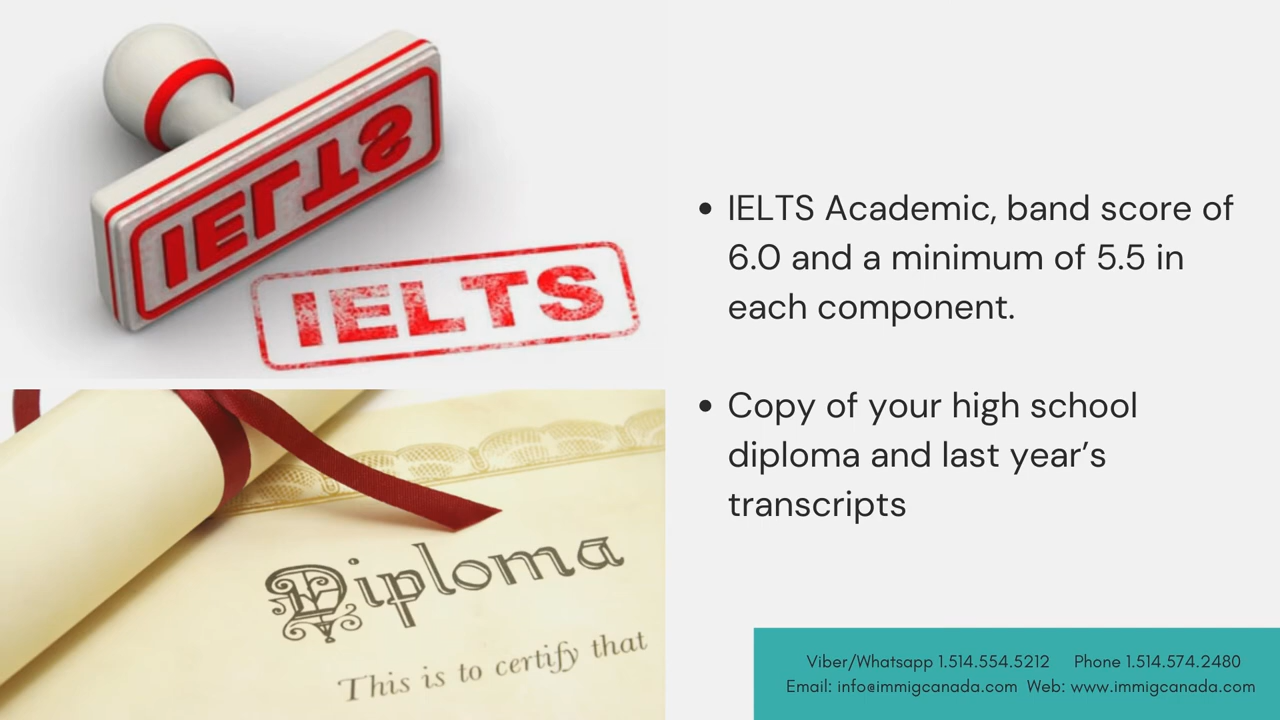 IELTS
IELTS
Diploma
This is to certify that
• IELTS Academic, band score of
6.0 and a minimum of 5.5 in
each component.
• Copy of your high school
diploma and last year’s
transcripts
Viber/Whatsapp 1.514.554.5212 Phone 1.514.574.2480
Email: info@immigcanada.com Web: www.immigcanada.com